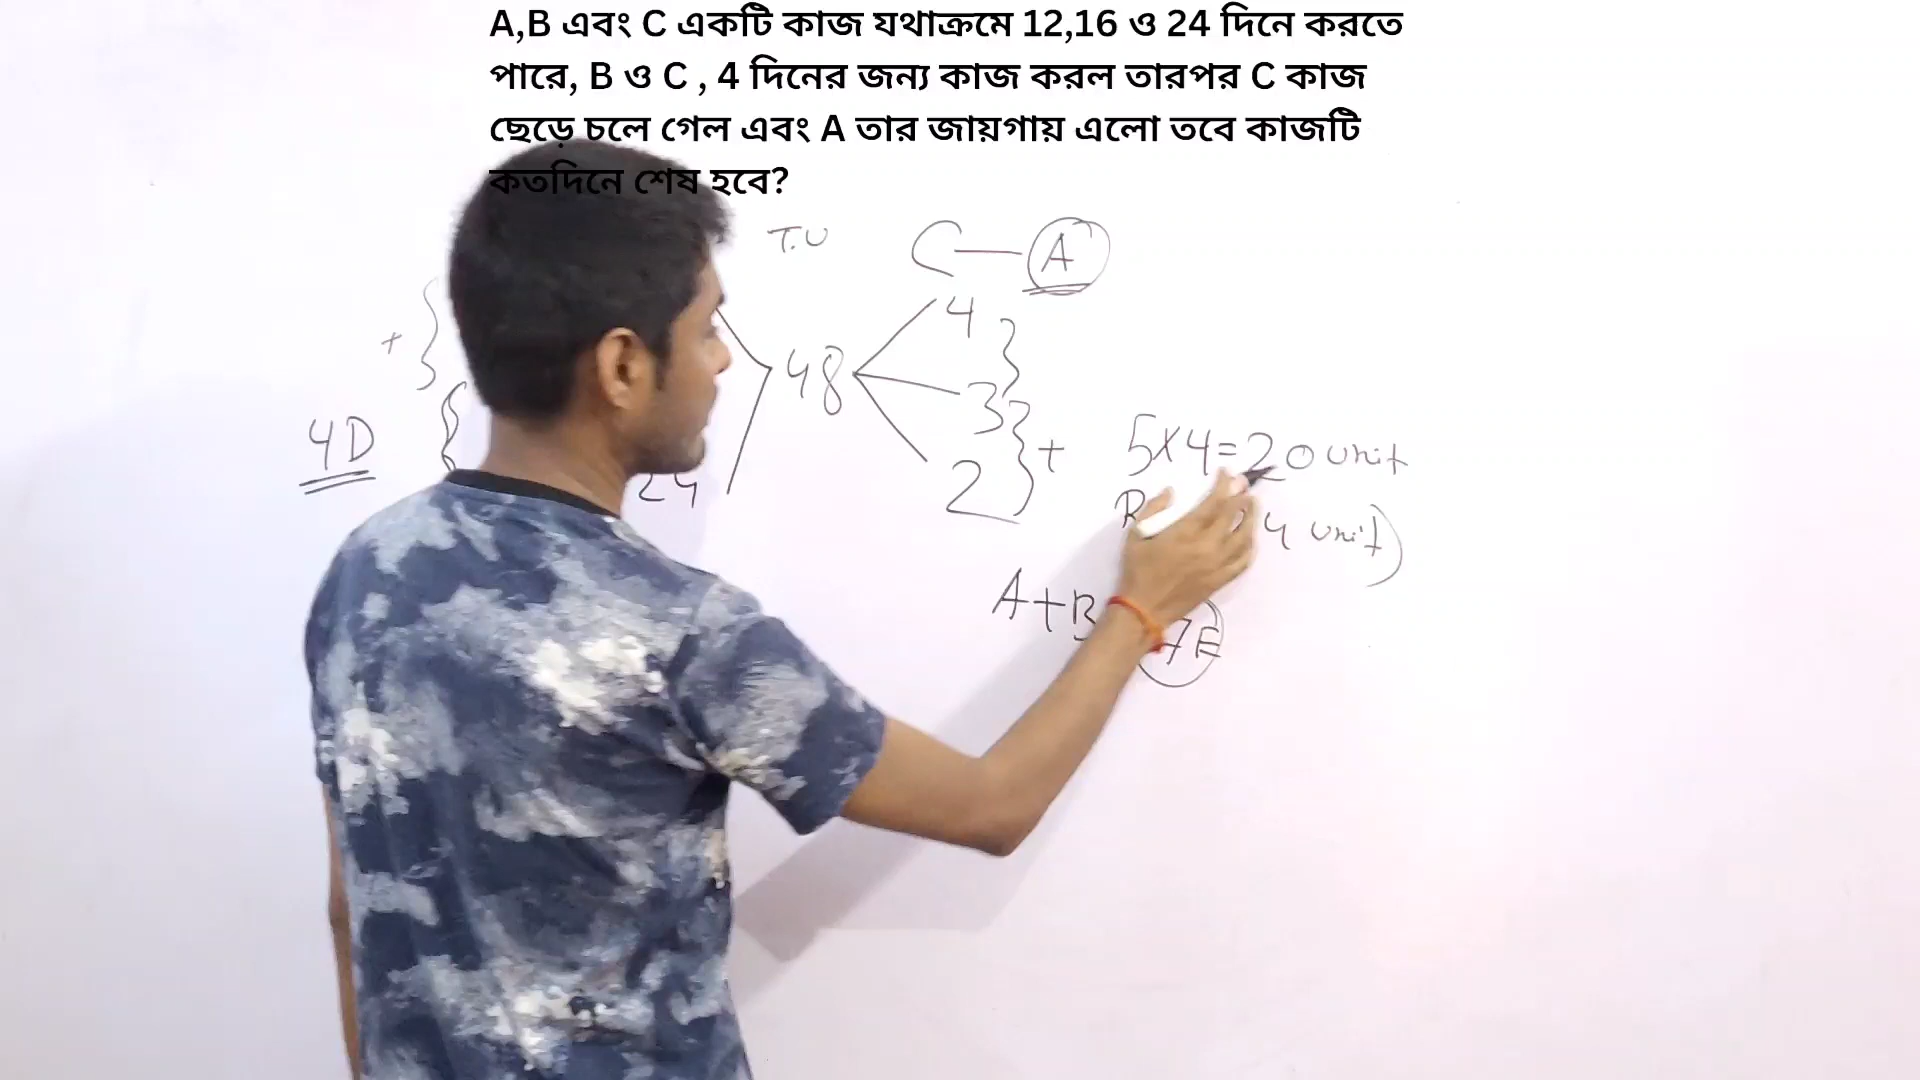 A,B এবং C একটি কাজ যথাক্রমে 12,16 ও 24 দিনে করতে
পারে, B ও C , 4 দিনের জন্য কাজ করল তারপর C কাজ
ছেড়ে চলে গেল এবং A তার জায়গায় এলো তবে কাজটি
কতদিনে শেষ হবে?
T.U
C — A
+
4
48
3
4D
24
2
+
5x4=20 unit
4 unit)
A+B
7E